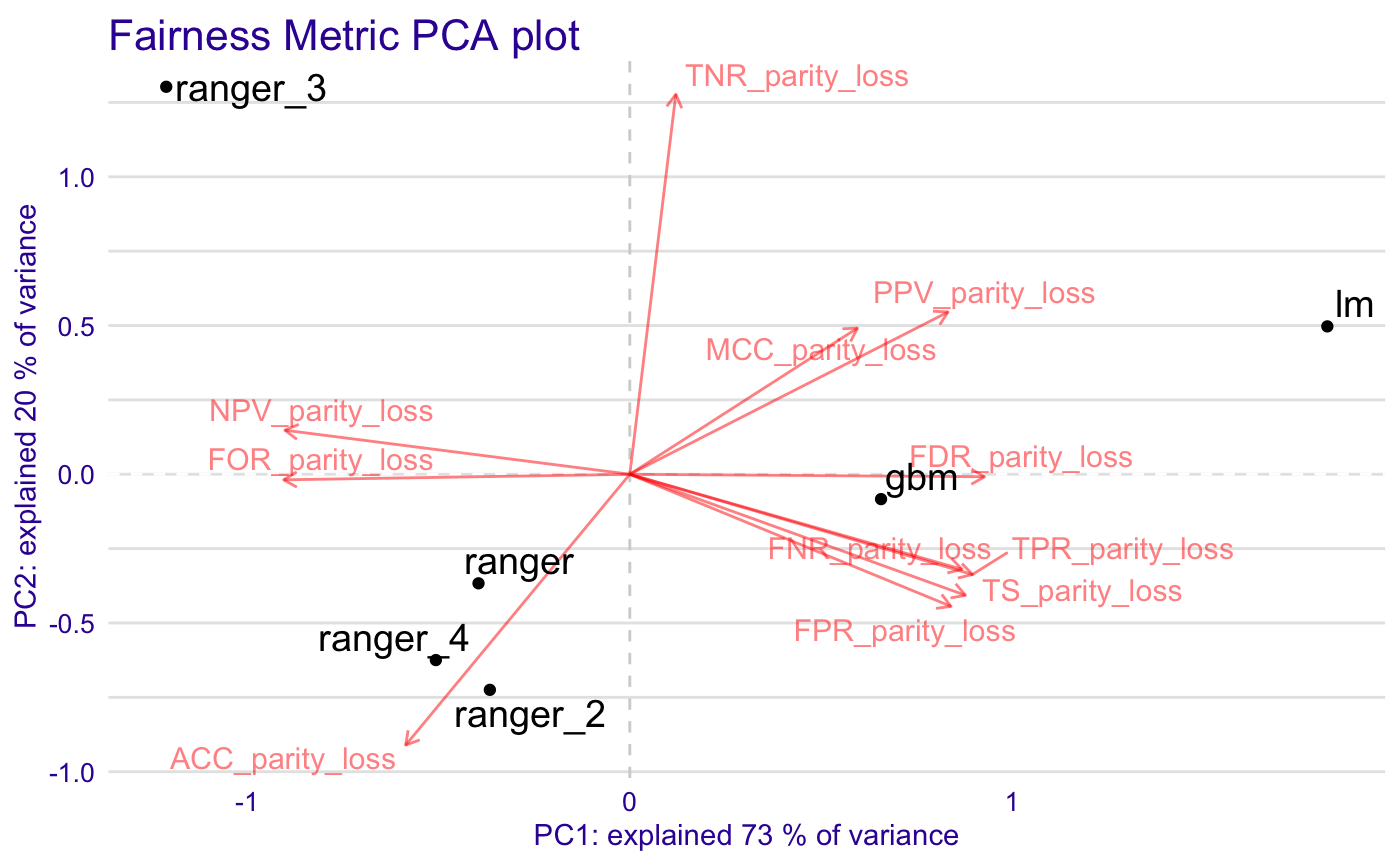 Fairness Metric PCA plot
ranger_3
TNR_parity_loss
1.0
PPV_parity_loss
lm
0.5
MCC_parity_loss
NPV_parity_loss
FOR_parity_loss
FDR_parity_loss
0.0
gbm
ranger
FNR_parity_loss
TPR_parity_loss
TS_parity_loss
-0.5
FPR_parity_loss
ranger_4
ranger_2
ACC_parity_loss
-1.0
-1
0
1
PC1: explained 73 % of variance
PC2: explained 20 % of variance